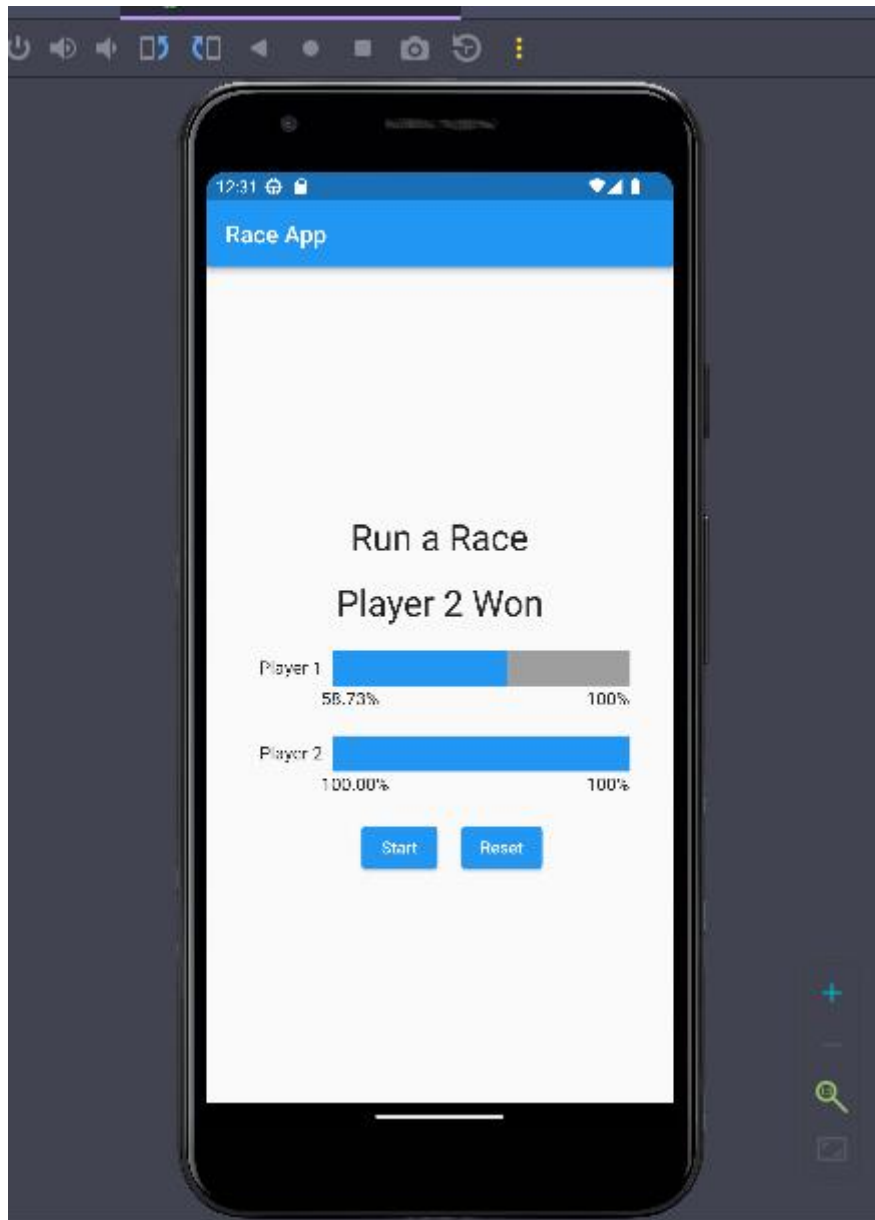 12:31
Race App
Run a Race
Player 2 Won
Player 1
58.73% 100%
Player 2
100.00% 100%
Start Reset